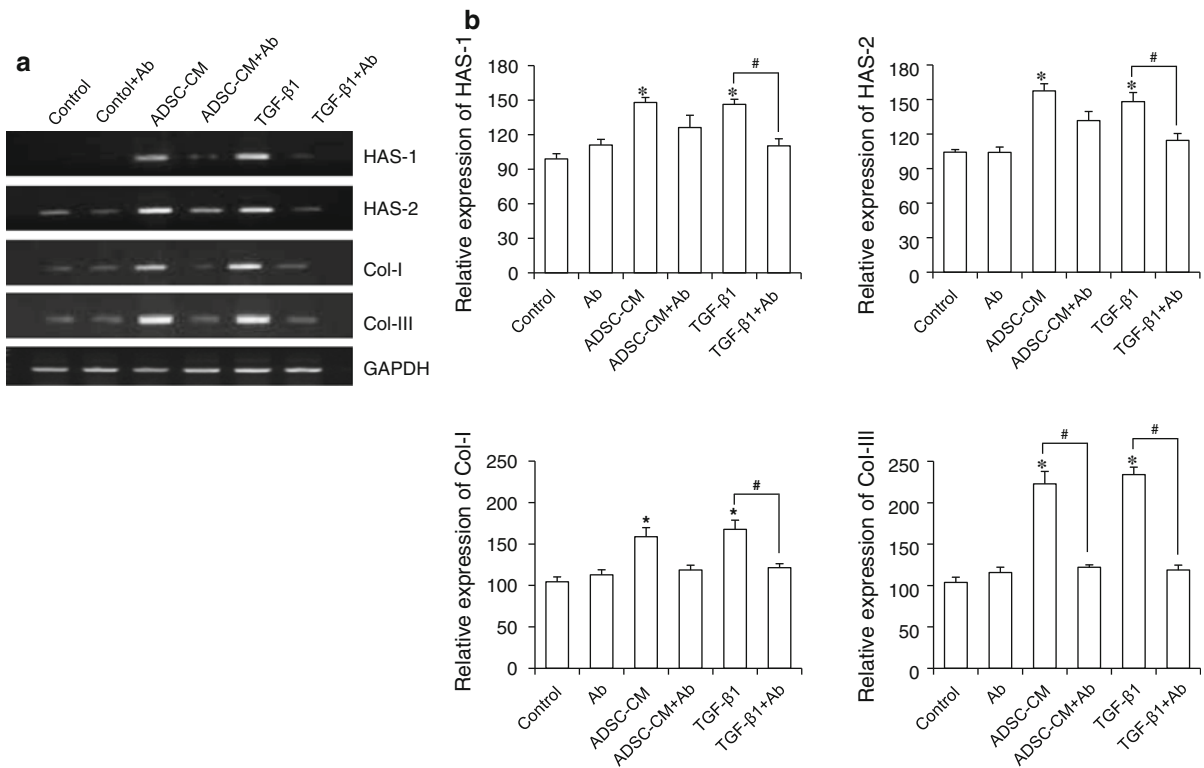 a
Control
Contol+Ab
ADSC-CM
ADSC-CM+Ab
TGF-β1
TGF-β1+Ab
HAS-1
HAS-2
Col-I
Col-III
GAPDH
b
Relative expression of HAS-1
180
150
120
90
60
30
0
*
*
#
Control
Ab
ADSC-CM
ADSC-CM+Ab
TGF-β1
TGF-β1+Ab
Relative expression of HAS-2
180
150
120
90
60
30
0
*
*
#
Control
Ab
ADSC-CM
ADSC-CM+Ab
TGF-β1
TGF-β1+Ab
Relative expression of Col-I
250
200
150
100
50
0
*
*
#
Control
Ab
ADSC-CM
ADSC-CM+Ab
TGF-β1
TGF-β1+Ab
Relative expression of Col-III
250
200
150
100
50
0
*
#
*
#
Control
Ab
ADSC-CM
ADSC-CM+Ab
TGF-β1
TGF-β1+Ab